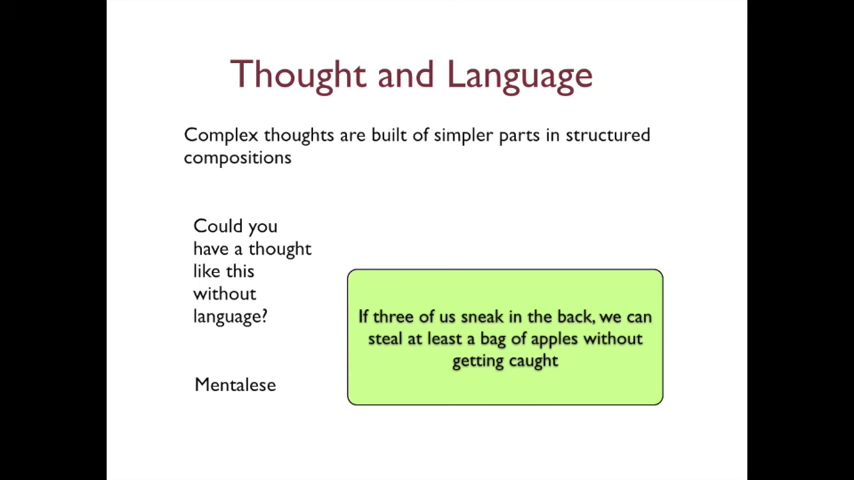 Thought and Language
Complex thoughts are built of simpler parts in structured
compositions
Could you
have a thought
like this
without
language?
If three of us sneak in the back, we can
steal at least a bag of apples without
getting caught
Mentalese